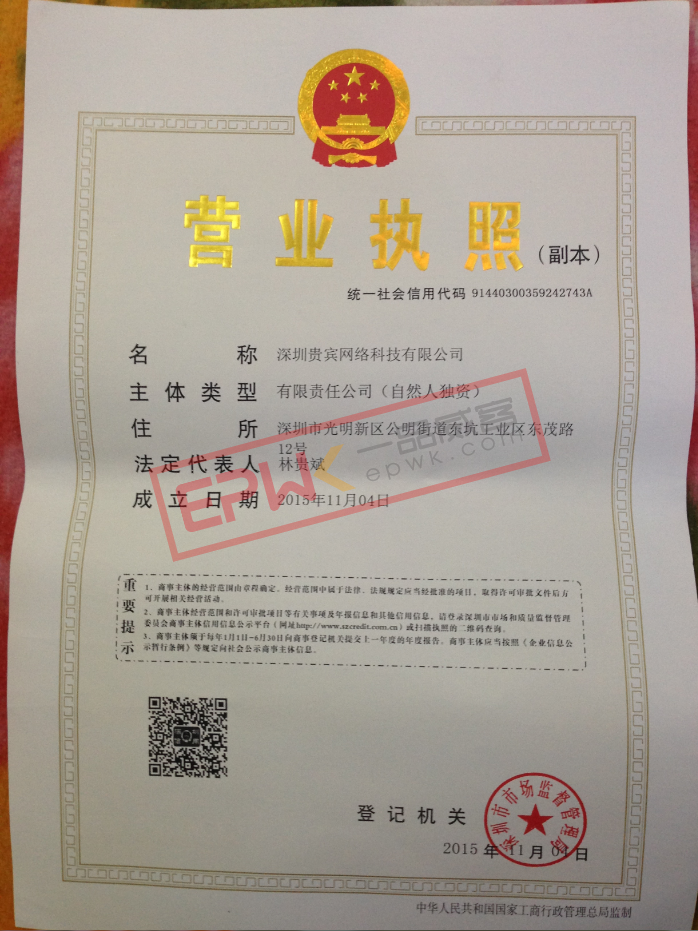 营业执照
(副本)
统一社会信用代码 91440300359242743A
名称 深圳贵宾网络科技有限公司
主体类型 有限责任公司（自然人独资）
住所 深圳市光明新区公明街道东坑工业区东茂路
12号
法定代表人 林贵斌
成立日期 2015年11月04日
EPWK 一品威客
epwk.com
重要提示
1、商事主体的经营范围由章程确定。经营范围中属于法律、法规规定应当经批准的项目，取得许可审批文件后方
可开展相关经营活动。
2、商事主体经营范围和许可审批项目等有关事项及年报信息和其他信用信息，请登录深圳市市场和质量监督管理
委员会商事主体信用信息公示平台（网址http://www.szcredit.com.cn）或扫描执照的二维码查询。
3、商事主体须于每年1月1日-6月30日向商事登记机关提交上一年度的年度报告。商事主体应当按照《企业信息公
示暂行条例》等规定向社会公示商事主体信息。
登记机关
深圳市市场监督管理局
2015年11月04日
中华人民共和国国家工商行政管理总局监制